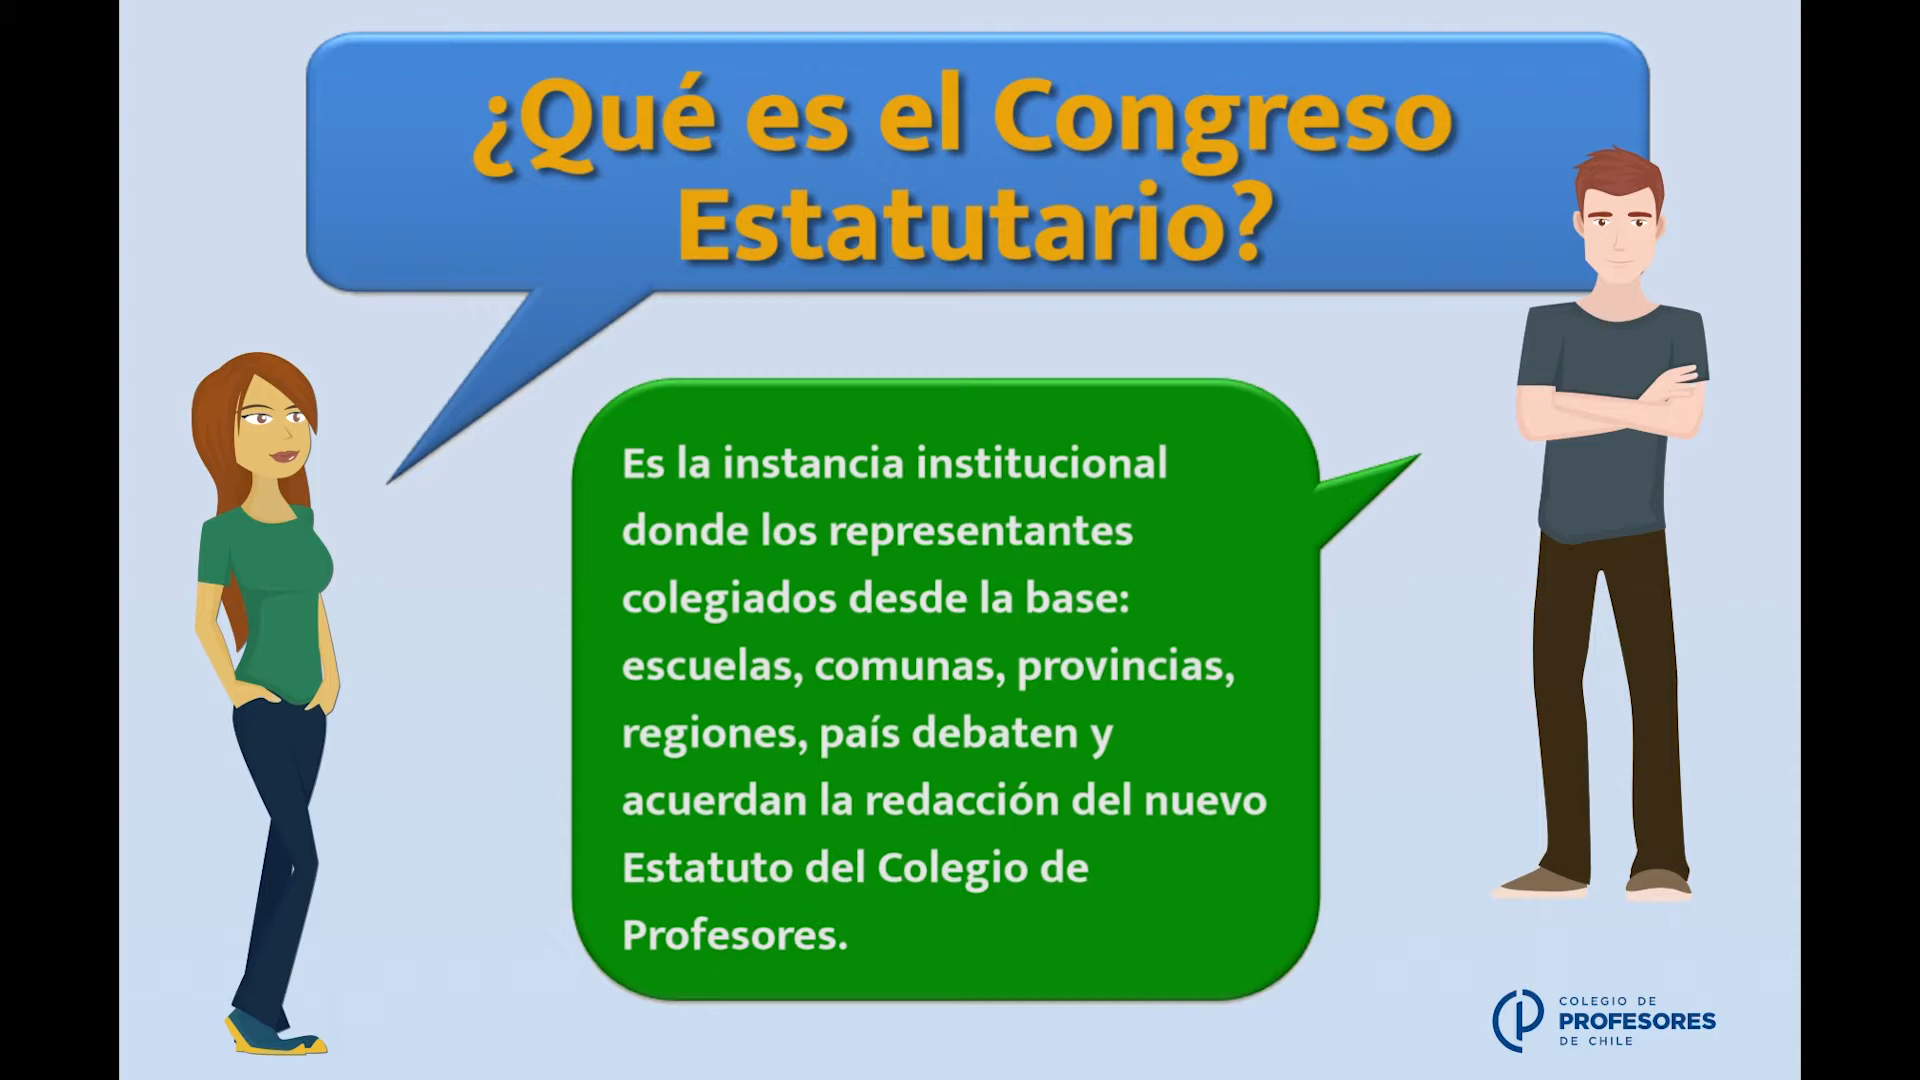 ¿Qué es el Congreso
Estatutario?
Es la instancia institucional
donde los representantes
colegiados desde la base:
escuelas, comunas, provincias,
regiones, país debaten y
acuerdan la redacción del nuevo
Estatuto del Colegio de
Profesores.
COLEGIO DE
PROFESORES
DE CHILE